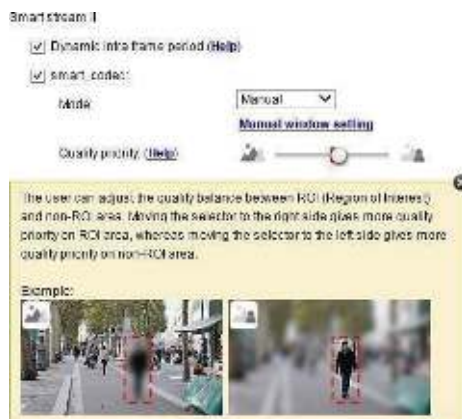 Smart stream II
Dynamic intra frame period (Help)
smart_codec:
Mode: Manual
Manual window setting
Quality priority: (Help)
The user can adjust the quality balance between ROI (Region of Interest)
and non-ROI area. Moving the selector to the right side gives more quality
priority on ROI area, whereas moving the selector to the left side gives more
quality priority on non-ROI area.
Example: